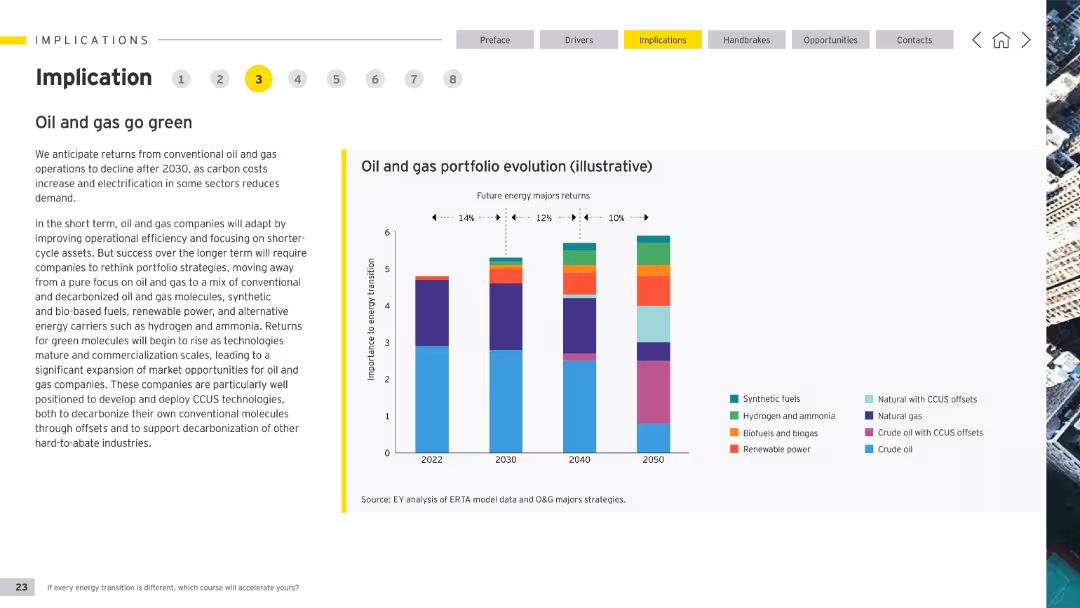 IMPLICATIONS
Preface
Drivers
Implications
Handbrakes
Opportunities
Contacts
Implication
1
2
3
4
5
6
7
8
Oil and gas go green
We anticipate returns from conventional oil and gas
operations to decline after 2030, as carbon costs
increase and electrification in some sectors reduces
demand.
In the short term, oil and gas companies will adapt by
improving operational efficiency and focusing on shorter-
cycle assets. But success over the longer term will require
companies to rethink portfolio strategies, moving away
from a pure focus on oil and gas to a mix of conventional
and decarbonized oil and gas molecules, synthetic
and bio-based fuels, renewable power, and alternative
energy carriers such as hydrogen and ammonia. Returns
for green molecules will begin to rise as technologies
mature and commercialization scales, leading to a
significant expansion of market opportunities for oil and
gas companies. These companies are particularly well
positioned to develop and deploy CCUS technologies,
both to decarbonize their own conventional molecules
through offsets and to support decarbonization of other
hard-to-abate industries.
Oil and gas portfolio evolution (illustrative)
Future energy majors returns
14%
12%
10%
Importance to energy transition
6
5
4
3
2
1
0
2022
2030
2040
2050
Synthetic fuels
Hydrogen and ammonia
Biofuels and biogas
Renewable power
Natural with CCUS offsets
Natural gas
Crude oil with CCUS offsets
Crude oil
Source: EY analysis of ERTA model data and O&G majors strategies.
23
If every energy transition is different, which course will accelerate yours?